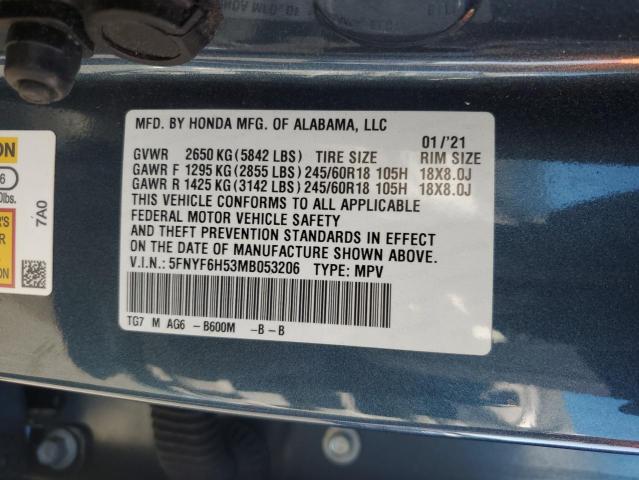 MFD. BY HONDA MFG. OF ALABAMA, LLC
01/'21
GVWR 2650 KG (5842 LBS) TIRE SIZE RIM SIZE
GAWR F 1295 KG (2855 LBS) 245/60R18 105H 18X8.0J
GAWR R 1425 KG (3142 LBS) 245/60R18 105H 18X8.0J
THIS VEHICLE CONFORMS TO ALL APPLICABLE
FEDERAL MOTOR VEHICLE SAFETY
AND THEFT PREVENTION STANDARDS IN EFFECT
ON THE DATE OF MANUFACTURE SHOWN ABOVE.
V.I.N.: 5FNYF6H53MB053206 TYPE: MPV
TG7 M AG6 -B600M -B-B
7A0